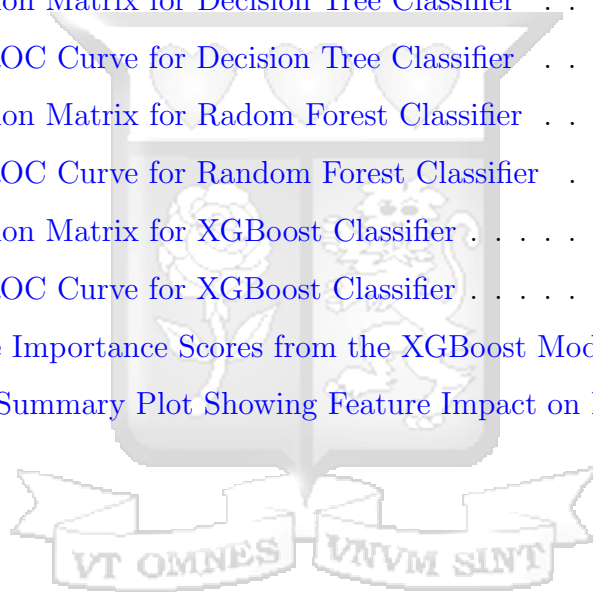 on Matrix for Decision Tree Classifier . .
OC Curve for Decision Tree Classifier . .
on Matrix for Radom Forest Classifier . .
OC Curve for Random Forest Classifier .
on Matrix for XGBoost Classifier . . . . .
OC Curve for XGBoost Classifier . . . . .
Importance Scores from the XGBoost Mod
Summary Plot Showing Feature Impact on
VT OMNES VNVM SINT